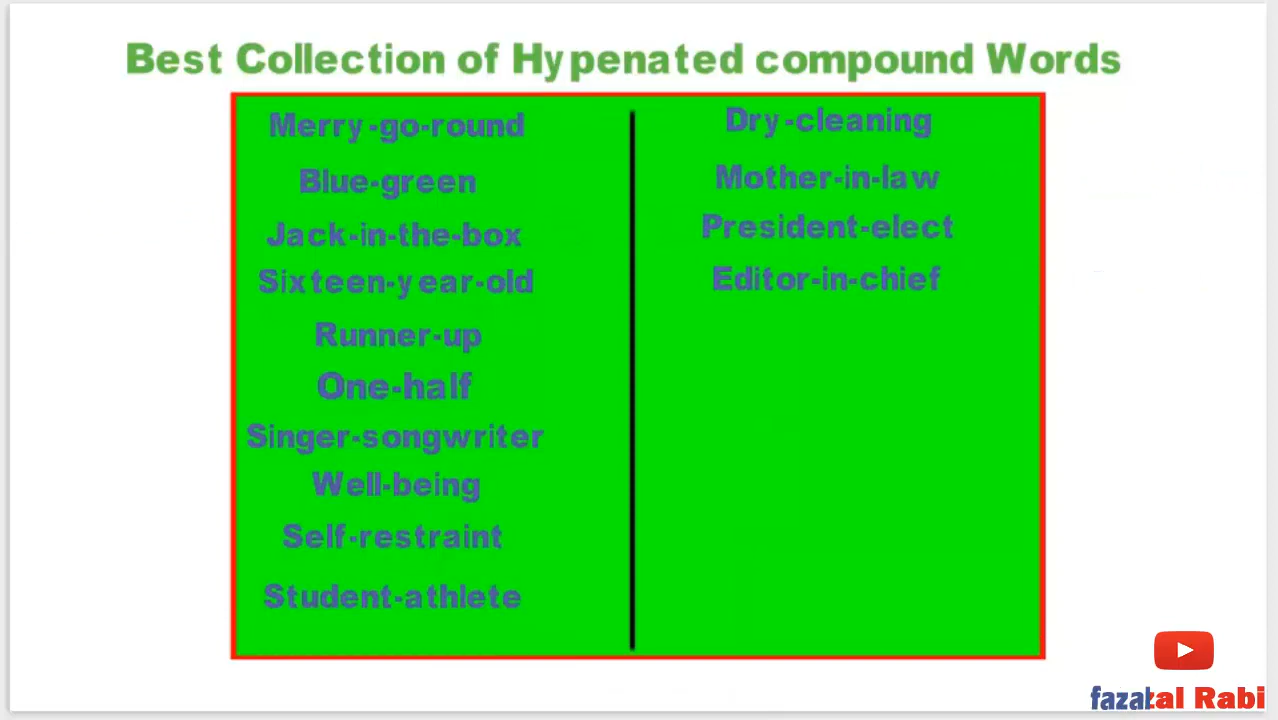 Best Collection of Hypenated compound Words
Merry-go-round
Blue-green
Jack-in-the-box
Sixteen-year-old
Runner-up
One-half
Singer-songwriter
Well-being
Self-restraint
Student-athlete
Dry-cleaning
Mother-in-law
President-elect
Editor-in-chief
Rabi